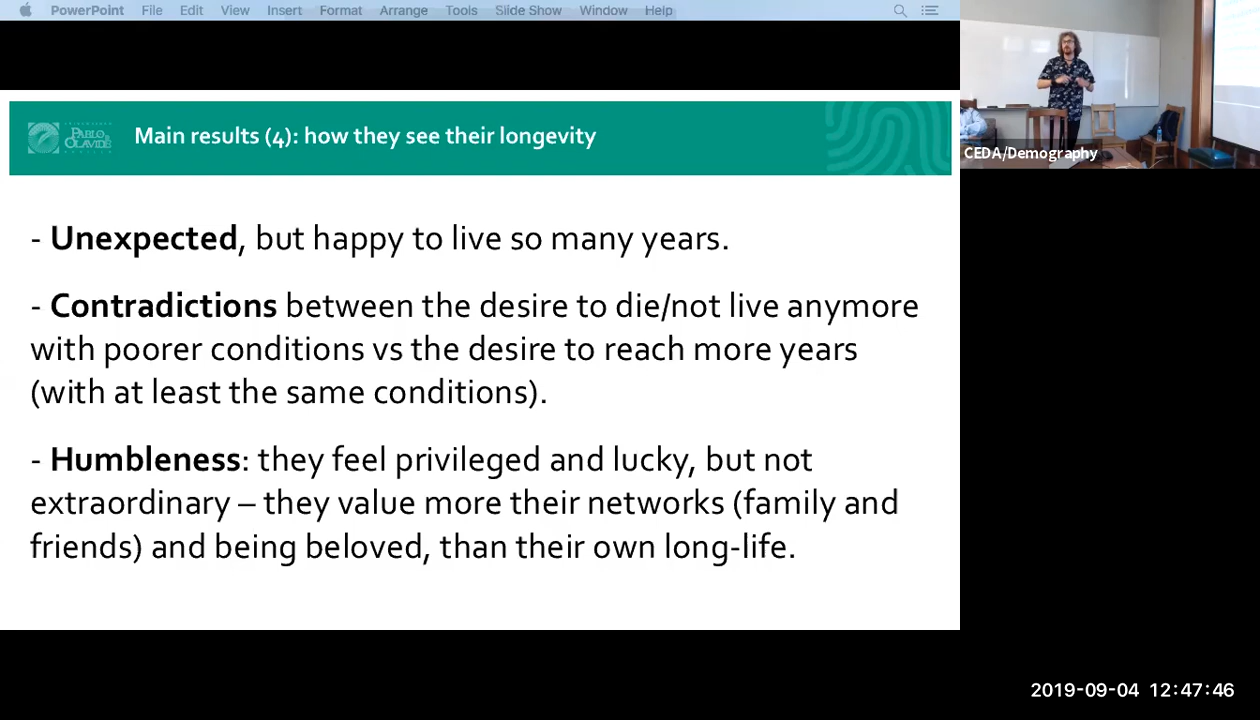 PowerPoint File Edit View Insert Format Arrange Tools Slide Show Window Help
PABLO
OLAVIDE
Main results (4): how they see their longevity
- Unexpected, but happy to live so many years.
- Contradictions between the desire to die/not live anymore
with poorer conditions vs the desire to reach more years
(with at least the same conditions).
- Humbleness: they feel privileged and lucky, but not
extraordinary – they value more their networks (family and
friends) and being beloved, than their own long-life.
CEDA/Demography
2019-09-04 12:47:46